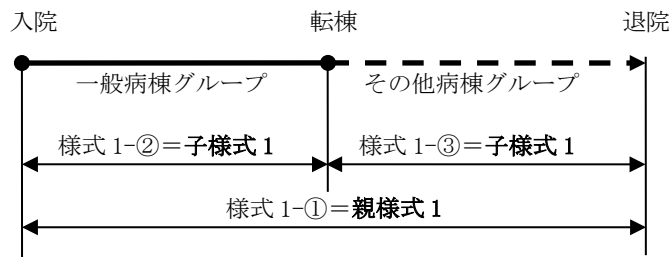 入院 転棟 退院
一般病棟グループ その他病棟グループ
様式 1-②＝子様式 1 様式 1-③＝子様式 1
様式 1-①＝親様式 1